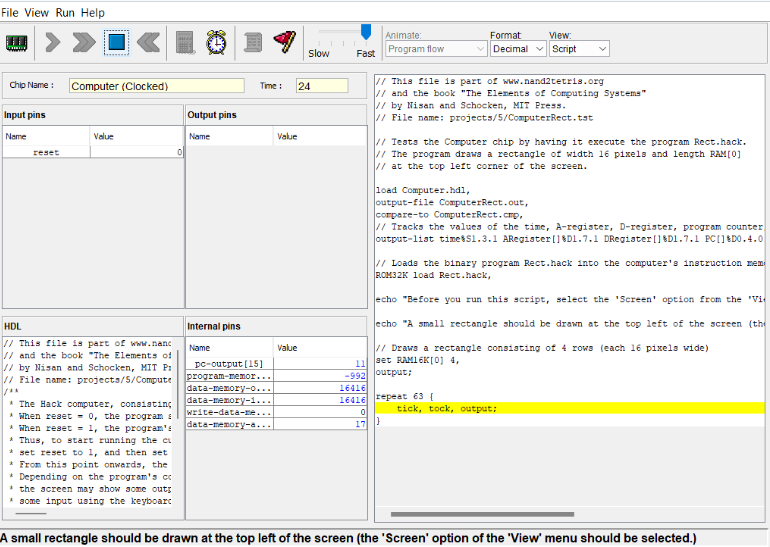 File View Run Help
Animate:
Program flow
Format:
Decimal
View:
Script
Slow
Fast
Chip Name :
Computer (Clocked)
Time :
24
Input pins
Name
Value
reset
0
Output pins
Name
Value
HDL
// This file is part of www.nand
// and the book "The Elements of
// by Nisan and Schocken, MIT Pr
// File name: projects/5/Compute
/**
* The Hack computer, consisting
* When reset = 0, the program s
* When reset = 1, the program's
* Thus, to start running the cu
* set reset to 1, and then set
* From this point onwards, the
* Depending on the program's co
* the screen may show some outp
* some input using the keyboard
Internal pins
Name
Value
pc-output[15]
11
program-memor...
-992
data-memory-o...
16416
data-memory-i...
16416
write-data-me...
0
data-memory-a...
17
// This file is part of www.nand2tetris.org
// and the book "The Elements of Computing Systems"
// by Nisan and Schocken, MIT Press.
// File name: projects/5/ComputerRect.tst
// Tests the Computer chip by having it execute the program Rect.hack.
// The program draws a rectangle of width 16 pixels and length RAM[0]
// at the top left corner of the screen.
load Computer.hdl,
output-file ComputerRect.out,
compare-to ComputerRect.cmp,
// Tracks the values of the time, A-register, D-register, program counter
output-list time%S1.3.1 ARegister[]%D1.7.1 DRegister[]%D1.7.1 PC[]%D0.4.0
// Loads the binary program Rect.hack into the computer's instruction mem
ROM32K load Rect.hack,
echo "Before you run this script, select the 'Screen' option from the 'Vi
echo "A small rectangle should be drawn at the top left of the screen (th
// Draws a rectangle consisting of 4 rows (each 16 pixels wide)
set RAM16K[0] 4,
output;
repeat 63 {
tick, tock, output;
}
A small rectangle should be drawn at the top left of the screen (the 'Screen' option of the 'View' menu should be selected.)